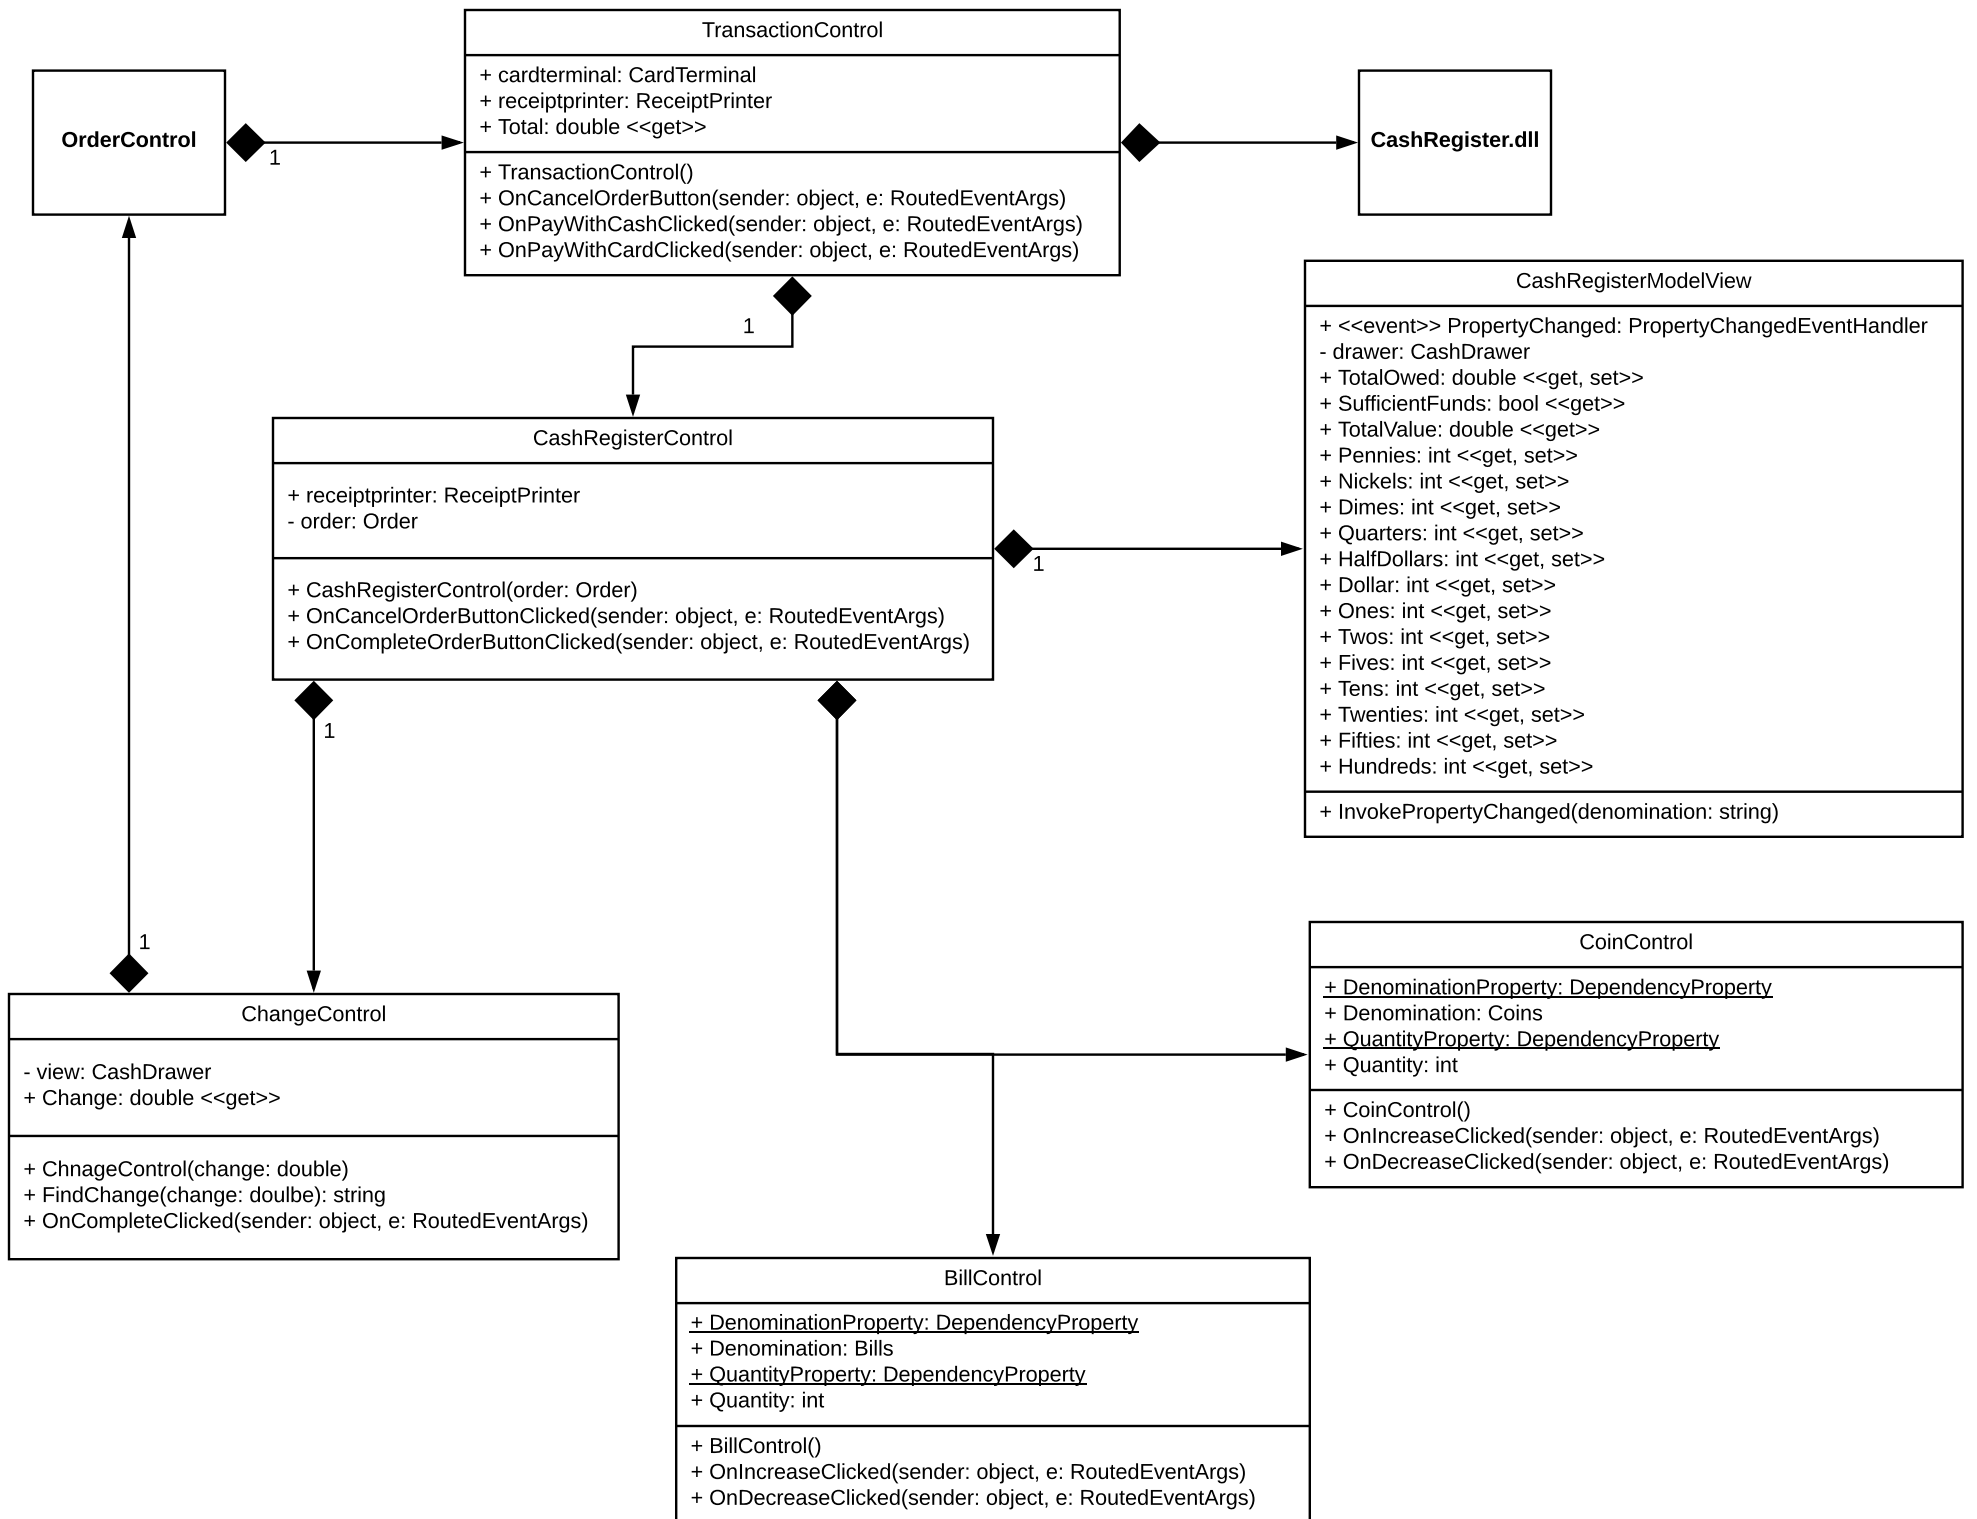 TransactionControl
+ cardterminal: CardTerminal
+ receiptprinter: ReceiptPrinter
+ Total: double <<get>>
+ TransactionControl()
+ OnCancelOrderButton(sender: object, e: RoutedEventArgs)
+ OnPayWithCashClicked(sender: object, e: RoutedEventArgs)
+ OnPayWithCardClicked(sender: object, e: RoutedEventArgs)
OrderControl
1
CashRegister.dll
1
CashRegisterModelView
+ <<event>> PropertyChanged: PropertyChangedEventHandler
- drawer: CashDrawer
+ TotalOwed: double <<get, set>>
+ SufficientFunds: bool <<get>>
+ TotalValue: double <<get>>
+ Pennies: int <<get, set>>
+ Nickels: int <<get, set>>
+ Dimes: int <<get, set>>
+ Quarters: int <<get, set>>
+ HalfDollars: int <<get, set>>
+ Dollar: int <<get, set>>
+ Ones: int <<get, set>>
+ Twos: int <<get, set>>
+ Fives: int <<get, set>>
+ Tens: int <<get, set>>
+ Twenties: int <<get, set>>
+ Fifties: int <<get, set>>
+ Hundreds: int <<get, set>>
+ InvokePropertyChanged(denomination: string)
CashRegisterControl
+ receiptprinter: ReceiptPrinter
- order: Order
+ CashRegisterControl(order: Order)
+ OnCancelOrderButtonClicked(sender: object, e: RoutedEventArgs)
+ OnCompleteOrderButtonClicked(sender: object, e: RoutedEventArgs)
1
1
1
ChangeControl
- view: CashDrawer
+ Change: double <<get>>
+ ChnageControl(change: double)
+ FindChange(change: doulbe): string
+ OnCompleteClicked(sender: object, e: RoutedEventArgs)
CoinControl
+ DenominationProperty: DependencyProperty
+ Denomination: Coins
+ QuantityProperty: DependencyProperty
+ Quantity: int
+ CoinControl()
+ OnIncreaseClicked(sender: object, e: RoutedEventArgs)
+ OnDecreaseClicked(sender: object, e: RoutedEventArgs)
BillControl
+ DenominationProperty: DependencyProperty
+ Denomination: Bills
+ QuantityProperty: DependencyProperty
+ Quantity: int
+ BillControl()
+ OnIncreaseClicked(sender: object, e: RoutedEventArgs)
+ OnDecreaseClicked(sender: object, e: RoutedEventArgs)